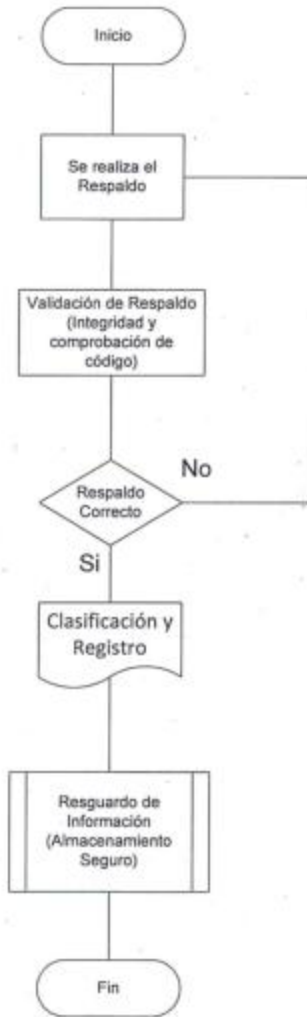 Inicio
Se realiza el
Respaldo
Validación de Respaldo
(Integridad y
comprobación de
código)
Respaldo
Correcto
No
Si
Clasificación y
Registro
Resguardo de
Información
(Almacenamiento
Seguro)
Fin